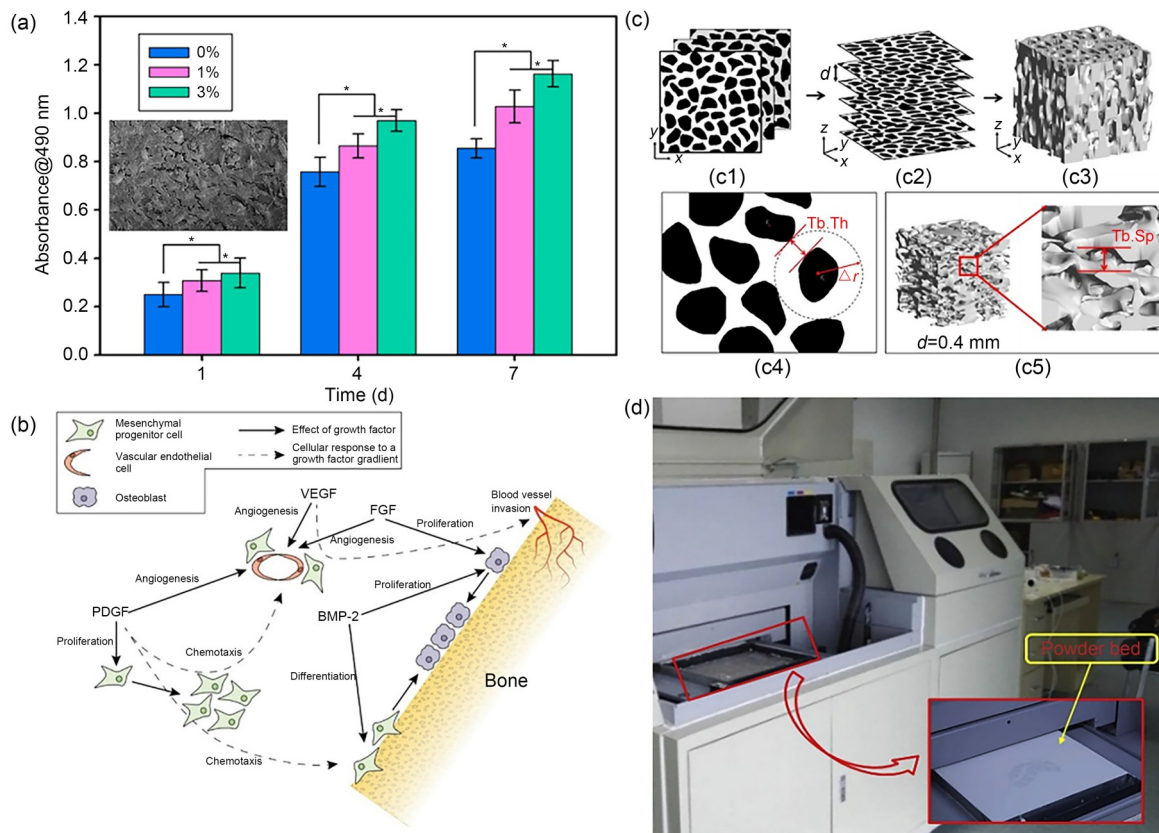 (a)
1.4
1.2
1.0
0.8
0.6
0.4
0.2
0.0
Absorbance@490 nm
0%
1%
3%
*
*
*
*
*
*
1
4
7
Time (d)
(b)
Mesenchymal
progenitor cell
Vascular endothelial
cell
Osteoblast
Effect of growth factor
Cellular response to a
growth factor gradient
VEGF
Angiogenesis
FGF
Angiogenesis
Proliferation
Blood vessel
invasion
Angiogenesis
Proliferation
PDGF
BMP-2
Proliferation
Chemotaxis
Differentiation
Bone
Chemotaxis
(c)
y
x
(c1)
d
z
y
x
(c2)
z
y
x
(c3)
Tb.Th
△r
(c4)
d=0.4 mm
Tb.Sp
(c5)
(d)
Powder bed